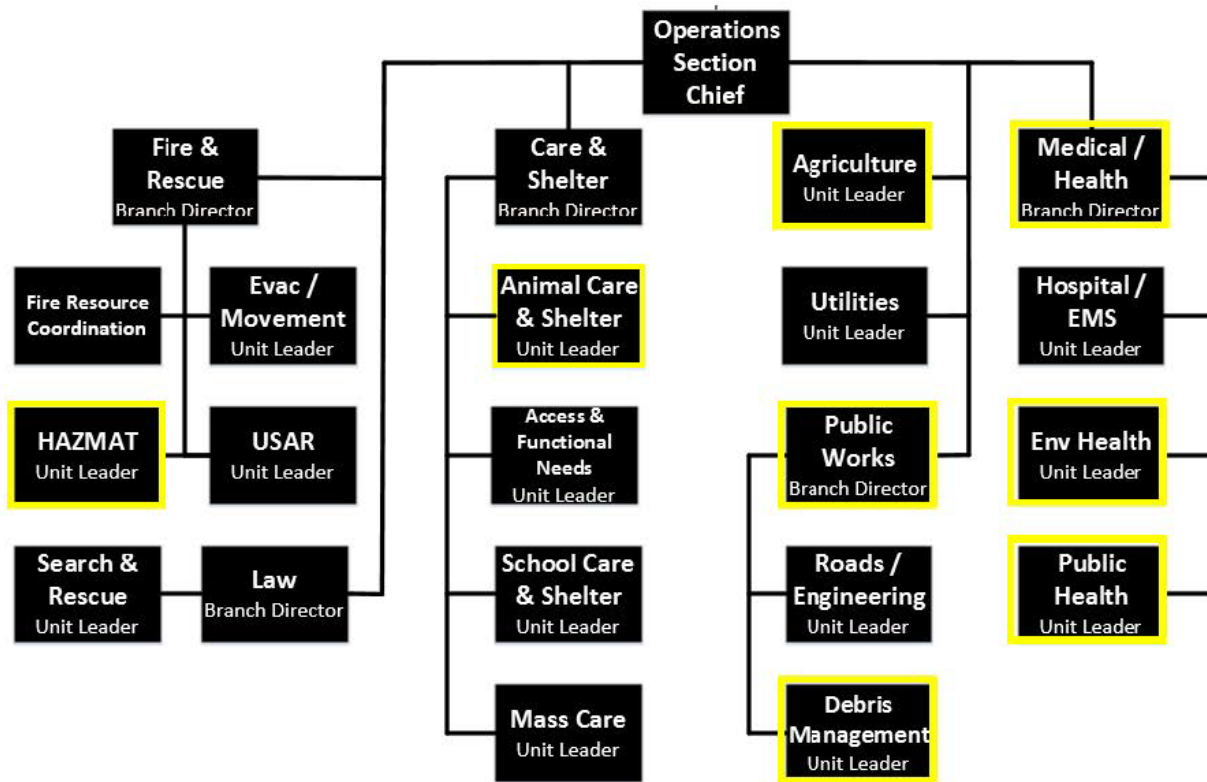 Operations
Section
Chief
Fire &
Rescue
Branch Director
Care &
Shelter
Branch Director
Agriculture
Unit Leader
Medical /
Health
Branch Director
Fire Resource
Coordination
Evac /
Movement
Unit Leader
Animal Care
& Shelter
Unit Leader
Utilities
Unit Leader
Hospital /
EMS
Unit Leader
HAZMAT
Unit Leader
USAR
Unit Leader
Access &
Functional
Needs
Unit Leader
Public
Works
Branch Director
Env Health
Unit Leader
Search &
Rescue
Unit Leader
Law
Branch Director
School Care
& Shelter
Unit Leader
Roads /
Engineering
Unit Leader
Public
Health
Unit Leader
Mass Care
Unit Leader
Debris
Management
Unit Leader